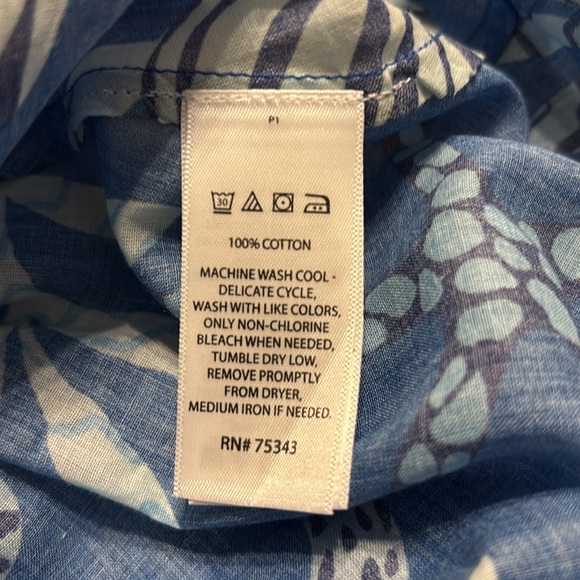 P1
30
100% COTTON
MACHINE WASH COOL -
DELICATE CYCLE,
WASH WITH LIKE COLORS,
ONLY NON-CHLORINE
BLEACH WHEN NEEDED,
TUMBLE DRY LOW,
REMOVE PROMPTLY
FROM DRYER,
MEDIUM IRON IF NEEDED.
RN# 75343